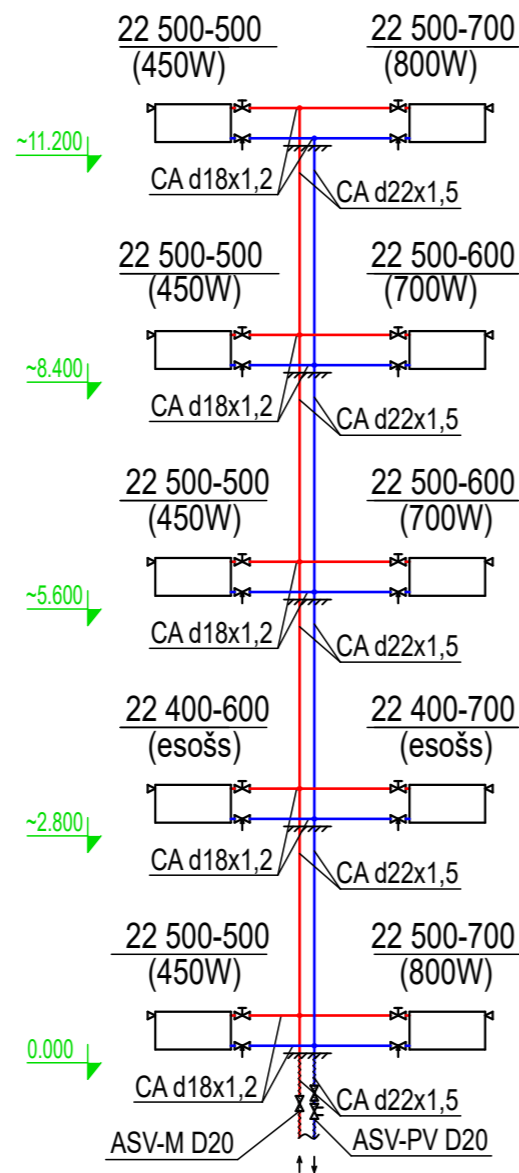 22 500-500 22 500-700
(450W) (800W)
~11.200
CA d18x1,2 CA d22x1,5
22 500-500 22 500-600
(450W) (700W)
~8.400
CA d18x1,2 CA d22x1,5
22 500-500 22 500-600
(450W) (700W)
~5.600
CA d18x1,2 CA d22x1,5
22 400-600 22 400-700
(esošs) (esošs)
~2.800
CA d18x1,2 CA d22x1,5
22 500-500 22 500-700
(450W) (800W)
0.000
CA d18x1,2 CA d22x1,5
ASV-M D20 ASV-PV D20